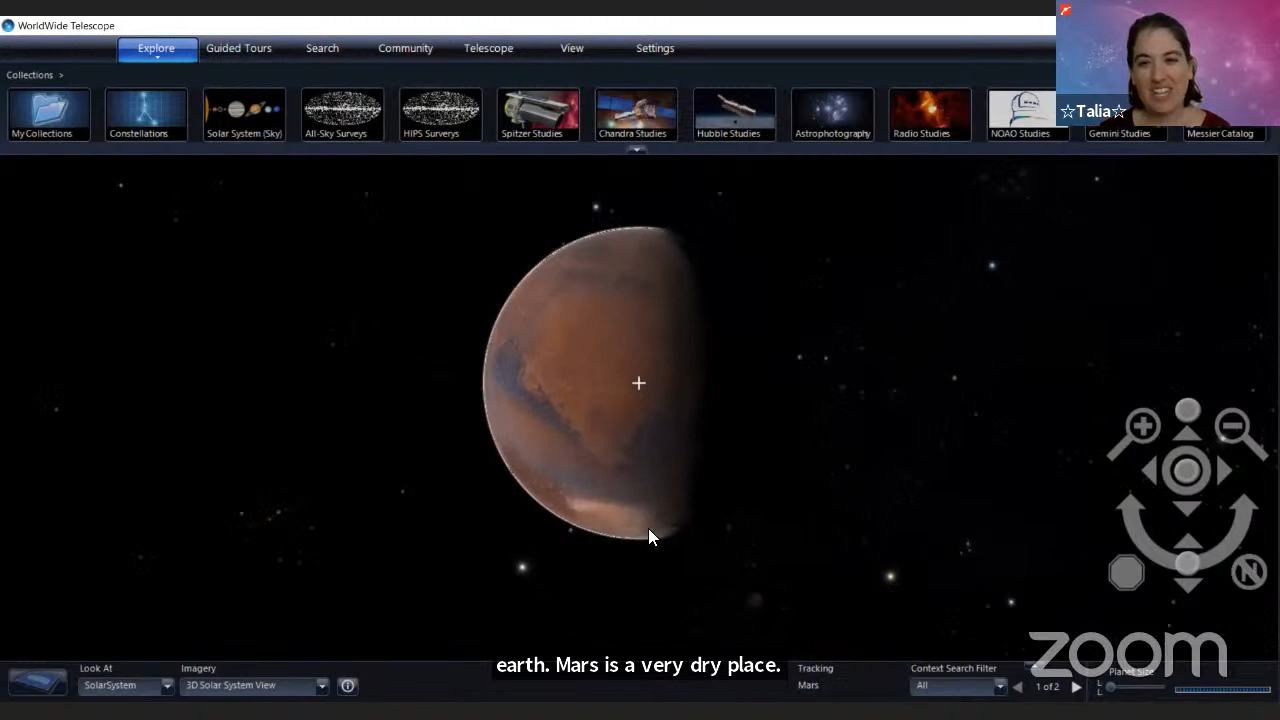 WorldWide Telescope
Explore
Guided Tours
Search
Community
Telescope
View
Settings
Collections >
My Collections
Constellations
Solar System (Sky)
All-Sky Surveys
HIPS Surverys
Spitzer Studies
Chandra Studies
Hubble Studies
Astrophotography
Radio Studies
NOAO Studies
Gemini Studies
Messier Catalog
☆Talia☆
N
zoom
earth. Mars is a very dry place.
Look At
SolarSystem
Imagery
3D Solar System View
Tracking
Mars
Context Search Filter
All
1 of 2
Planet Size
L
L